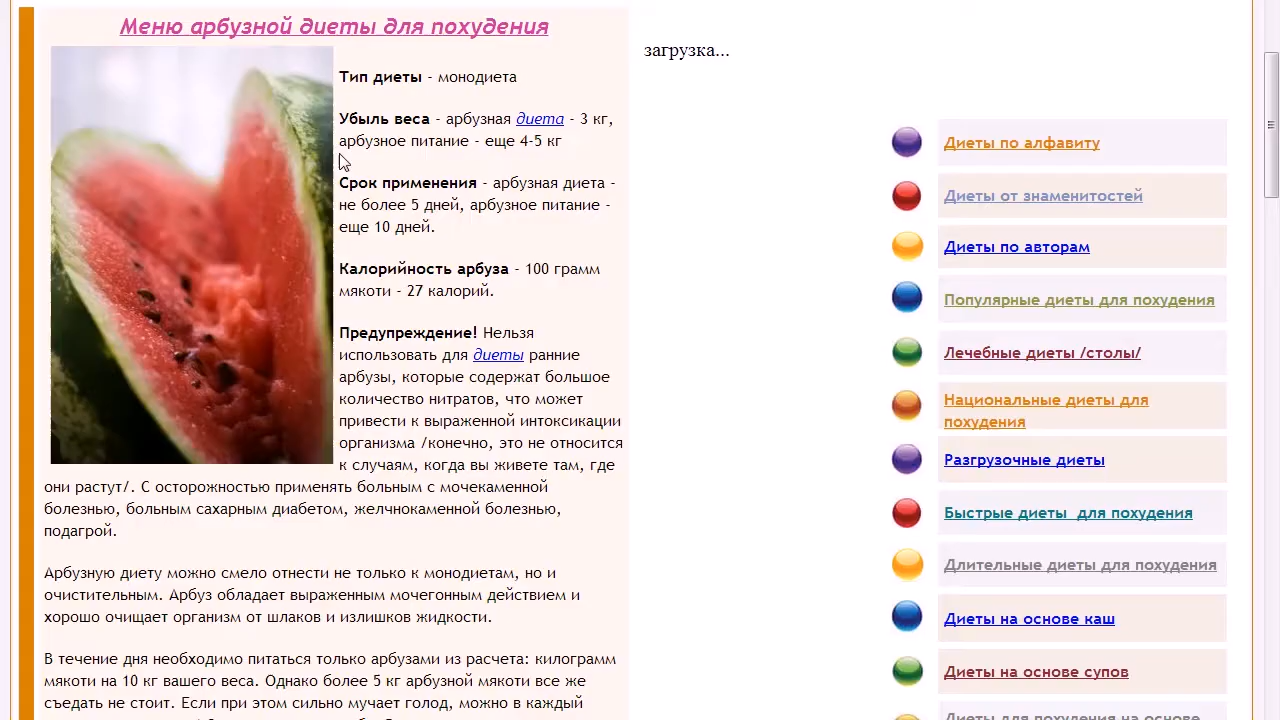 Меню арбузной диеты для похудения
Тип диеты - монодиета
Убыль веса - арбузная диета - 3 кг,
арбузное питание - еще 4-5 кг
Срок применения - арбузная диета -
не более 5 дней, арбузное питание -
еще 10 дней.
Калорийность арбуза - 100 грамм
мякоти - 27 калорий.
Предупреждение! Нельзя
использовать для диеты ранние
арбузы, которые содержат большое
количество нитратов, что может
привести к выраженной интоксикации
организма /конечно, это не относится
к случаям, когда вы живете там, где
они растут/. С осторожностью применять больным с мочекаменной
болезнью, больным сахарным диабетом, желчнокаменной болезнью,
подагрой.
Арбузную диету можно смело отнести не только к монодиетам, но и
очистительным. Арбуз обладает выраженным мочегонным действием и
хорошо очищает организм от шлаков и излишков жидкости.
В течение дня необходимо питаться только арбузами из расчета: килограмм
мякоти на 10 кг вашего веса. Однако более 5 кг арбузной мякоти все же
съедать не стоит. Если при этом сильно мучает голод, можно в каждый
загрузка...
Диеты по алфавиту
Диеты от знаменитостей
Диеты по авторам
Популярные диеты для похудения
Лечебные диеты /столы/
Национальные диеты для
похудения
Разгрузочные диеты
Быстрые диеты для похудения
Длительные диеты для похудения
Диеты на основе каш
Диеты на основе супов
Диеты для похудения на основе